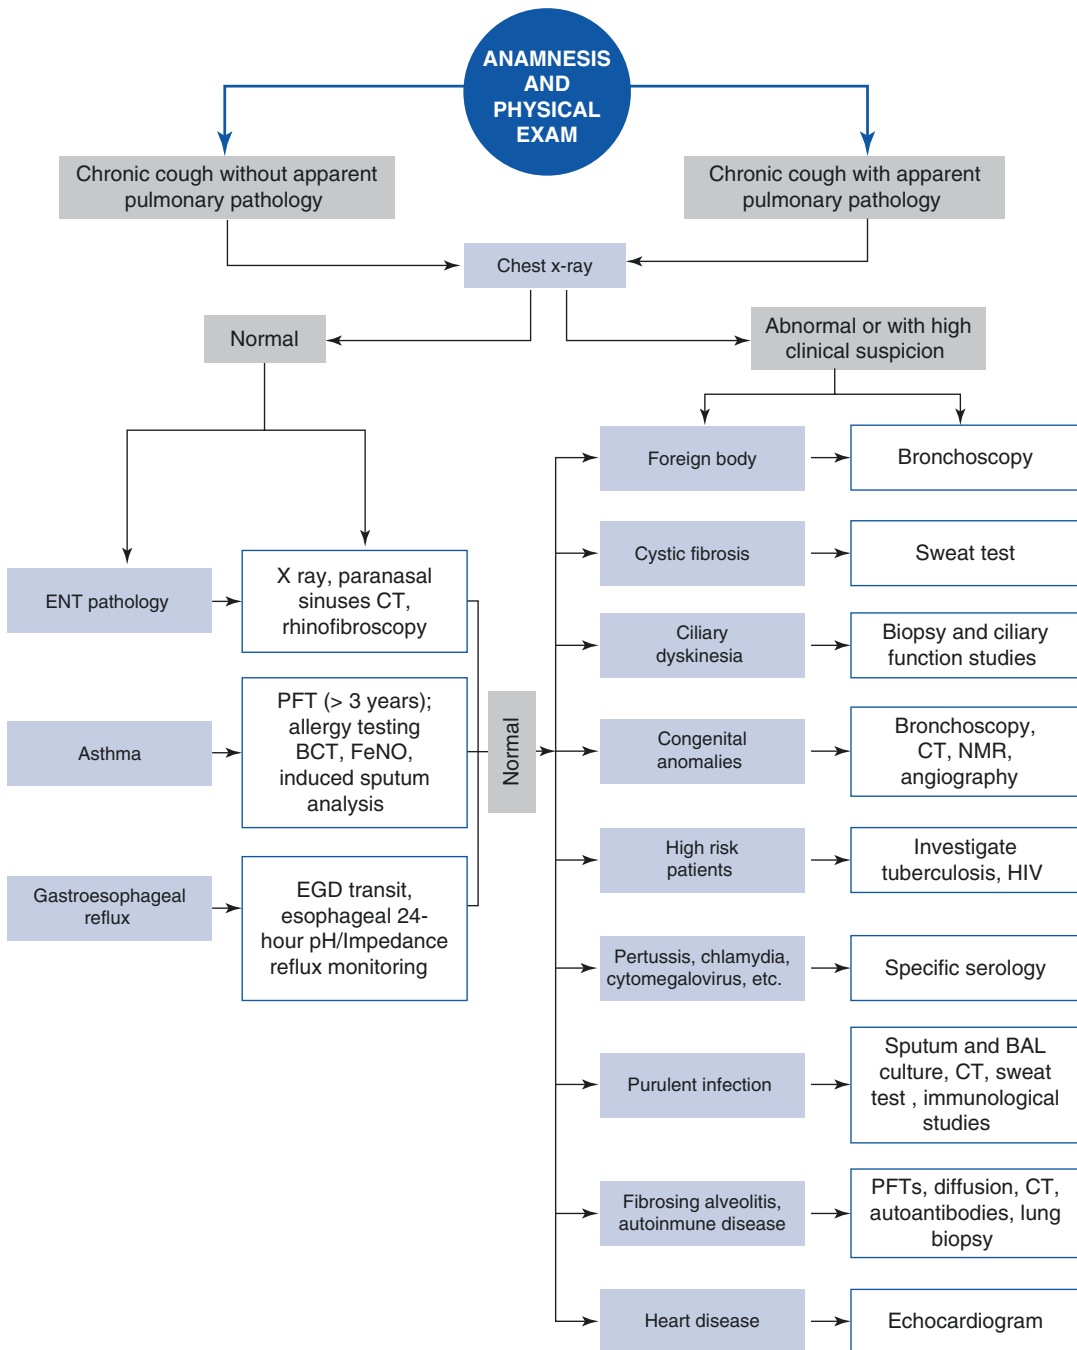 ANAMNESIS
AND
PHYSICAL
EXAM
Chronic cough without apparent
pulmonary pathology
Chronic cough with apparent
pulmonary pathology
Chest x-ray
Normal
Abnormal or with high
clinical suspicion
ENT pathology
X ray, paranasal
sinuses CT,
rhinofibroscopy
Asthma
PFT (> 3 years);
allergy testing
BCT, FeNO,
induced sputum
analysis
Gastroesophageal
reflux
EGD transit,
esophageal 24-
hour pH/Impedance
reflux monitoring
Normal
Foreign body
Bronchoscopy
Cystic fibrosis
Sweat test
Ciliary
dyskinesia
Biopsy and ciliary
function studies
Congenital
anomalies
Bronchoscopy,
CT, NMR,
angiography
High risk
patients
Investigate
tuberculosis, HIV
Pertussis, chlamydia,
cytomegalovirus, etc.
Specific serology
Purulent infection
Sputum and BAL
culture, CT, sweat
test , immunological
studies
Fibrosing alveolitis,
autoinmune disease
PFTs, diffusion, CT,
autoantibodies, lung
biopsy
Heart disease
Echocardiogram